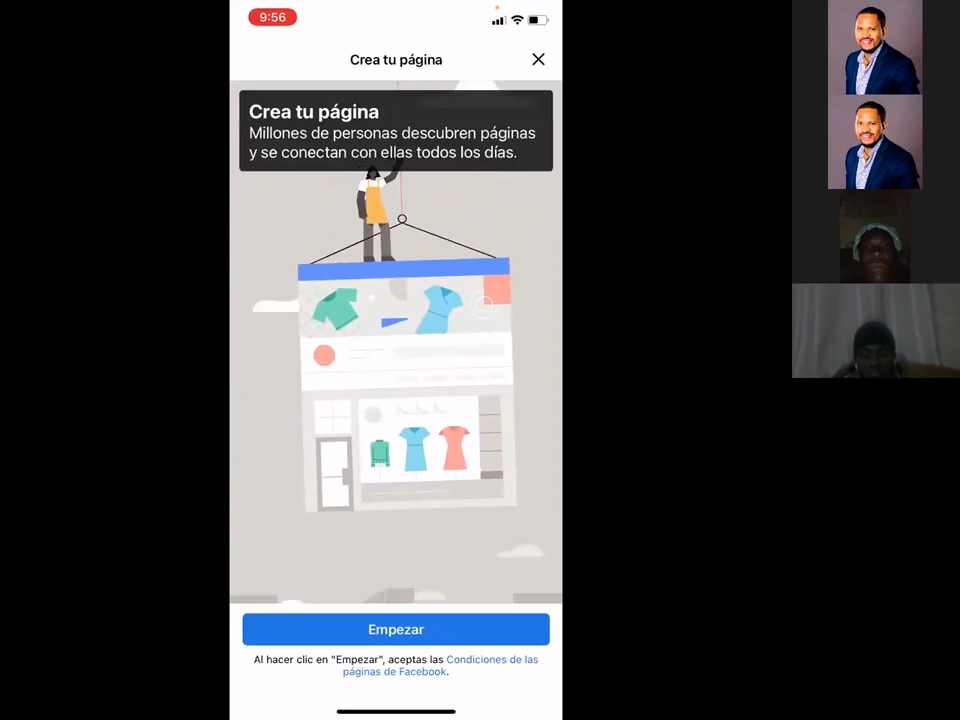 9:56
Crea tu página
Crea tu página
Millones de personas descubren páginas
y se conectan con ellas todos los días.
Empezar
Al hacer clic en "Empezar", aceptas las Condiciones de las
páginas de Facebook.